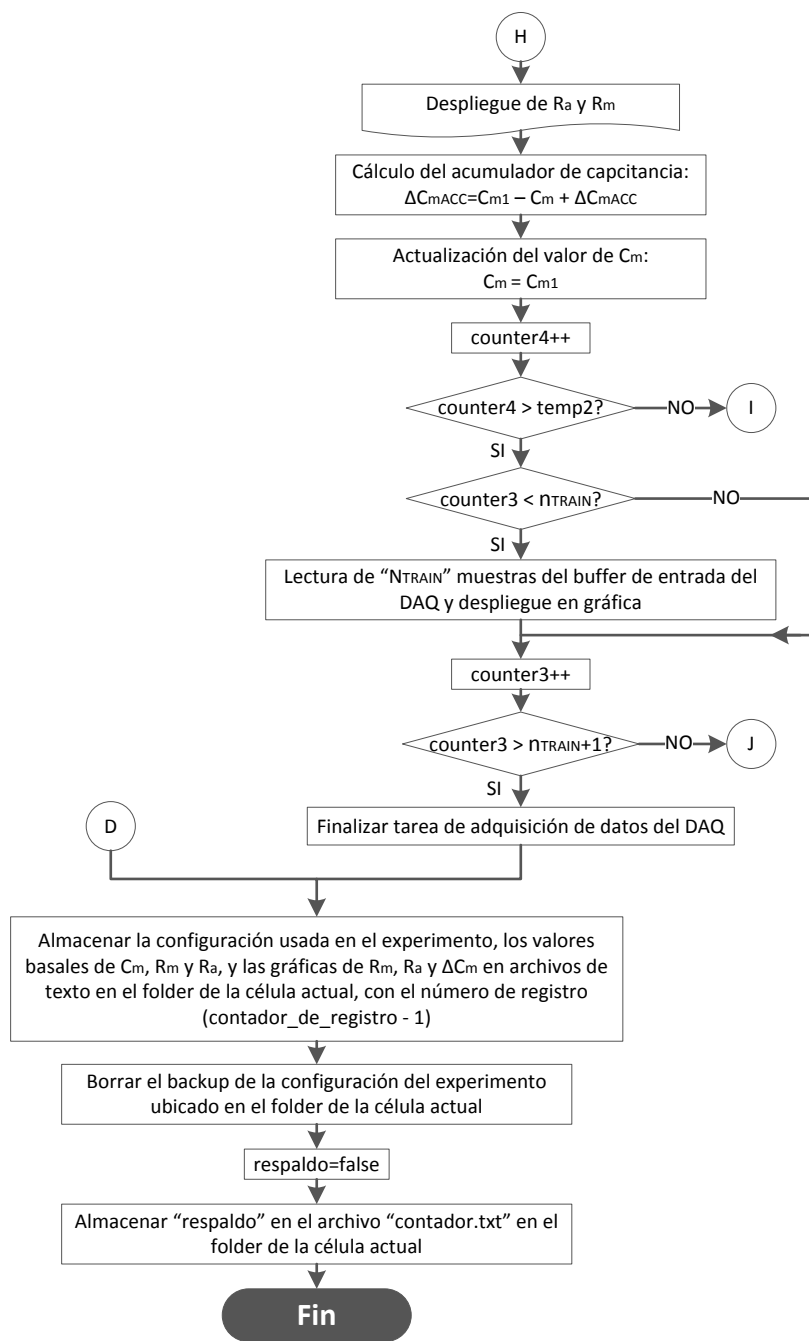 H
Despliegue de Ra y Rm
Cálculo del acumulador de capcitancia:
ΔCmACC=Cm1 – Cm + ΔCmACC
Actualización del valor de Cm:
Cm = Cm1
counter4++
counter4 > temp2?
NO
I
SI
counter3 < nTRAIN?
NO
SI
Lectura de “NTRAIN” muestras del buffer de entrada del
DAQ y despliegue en gráfica
counter3++
counter3 > nTRAIN+1?
NO
J
SI
D
Finalizar tarea de adquisición de datos del DAQ
Almacenar la configuración usada en el experimento, los valores
basales de Cm, Rm y Ra, y las gráficas de Rm, Ra y ΔCm en archivos de
texto en el folder de la célula actual, con el número de registro
(contador_de_registro - 1)
Borrar el backup de la configuración del experimento
ubicado en el folder de la célula actual
respaldo=false
Almacenar “respaldo” en el archivo “contador.txt” en el
folder de la célula actual
Fin